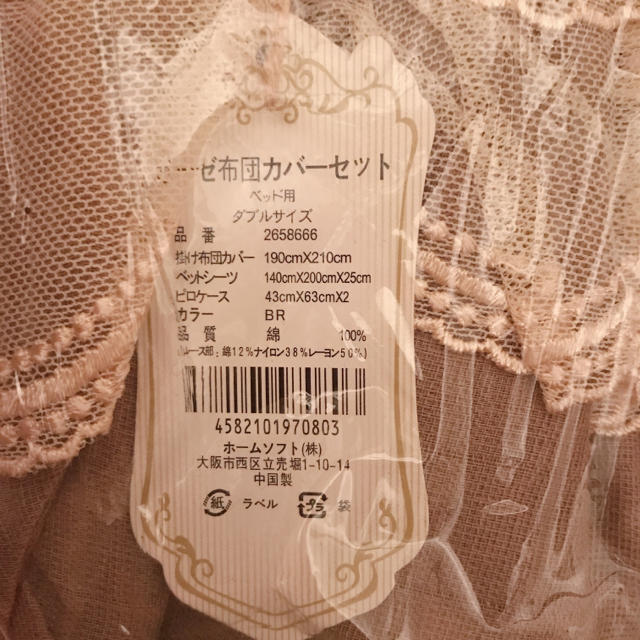 ゼ布団カバーセット
ベッド用
ダブルサイズ
品 番 2658666
掛け布団カバー 190cmX210cm
ベットシーツ 140cmX200cmX25cm
ピロケース 43cmX63cmX2
カラー BR
品 質 綿 100%
(レース部:綿12%ナイロン38%レーヨン50%)
4582101970803
ホームソフト(株)
大阪市西区立売堀1-10-14
中国製
紙 ラベル プラ 袋